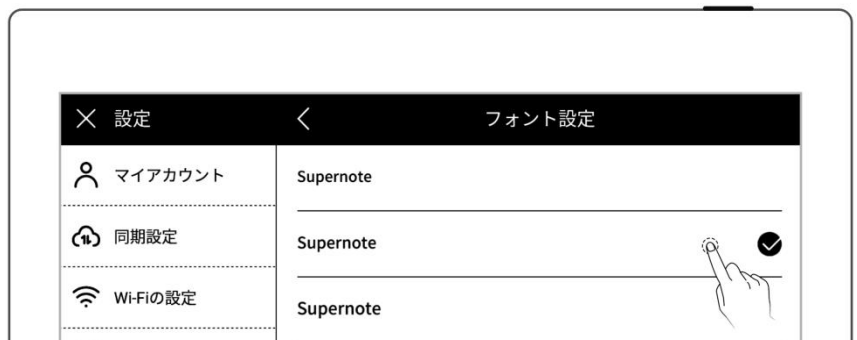 設定
フォント設定
マイアカウント
同期設定
Wi-Fiの設定
Supernote
Supernote
Supernote